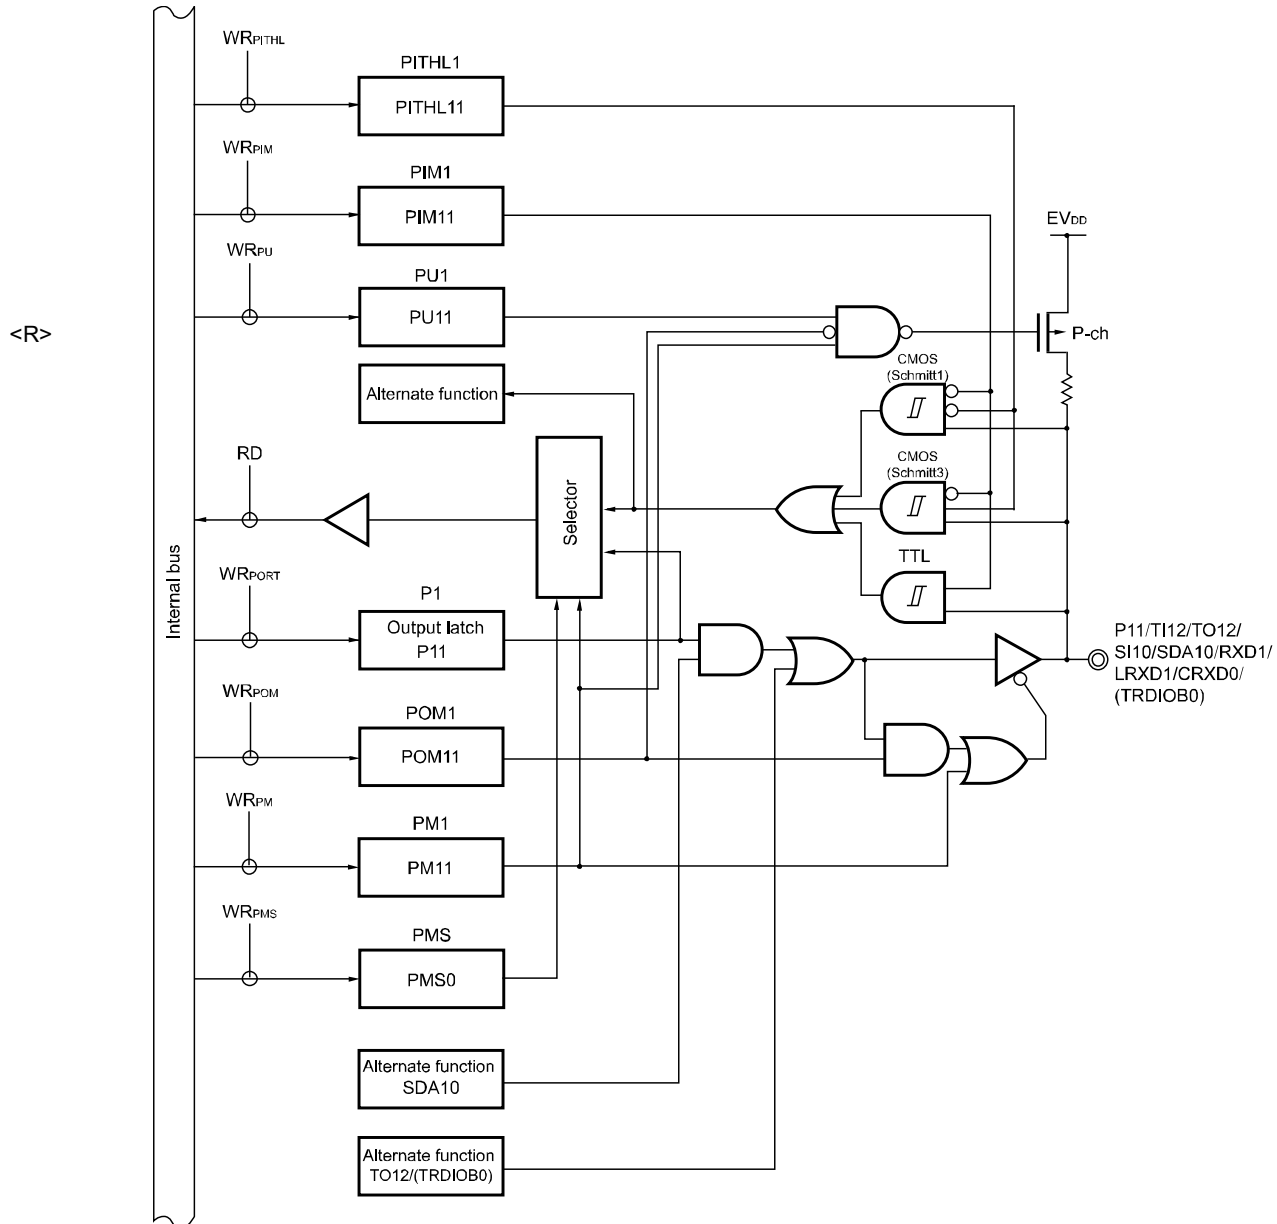 WRPITHL
PITHL1
PITHL11
WRPIM
PIM1
PIM11
EVDD
WRPU
PU1
PU11
<R>
P-ch
CMOS
(Schmitt1)
Alternate function
RD
CMOS
(Schmitt3)
Selector
Internal bus
TTL
WRPORT
P1
Output latch
P11
P11/TI12/TO12/
SI10/SDA10/RXD1/
LRXD1/CRXD0/
(TRDIOB0)
WRPOM
POM1
POM11
WRPM
PM1
PM11
WRPMS
PMS
PMS0
Alternate function
SDA10
Alternate function
TO12/(TRDIOB0)